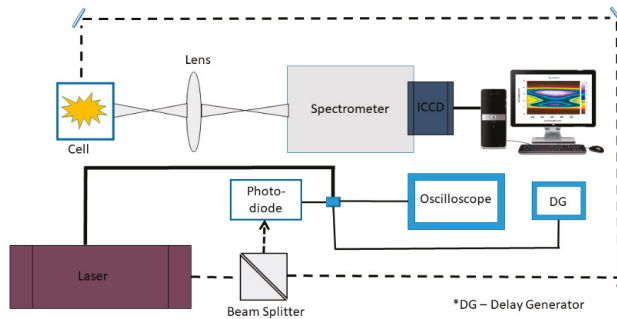 Lens
Spectrometer
ICCD
Cell
Photo-
diode
Oscilloscope
DG
Laser
Beam Splitter
*DG – Delay Generator